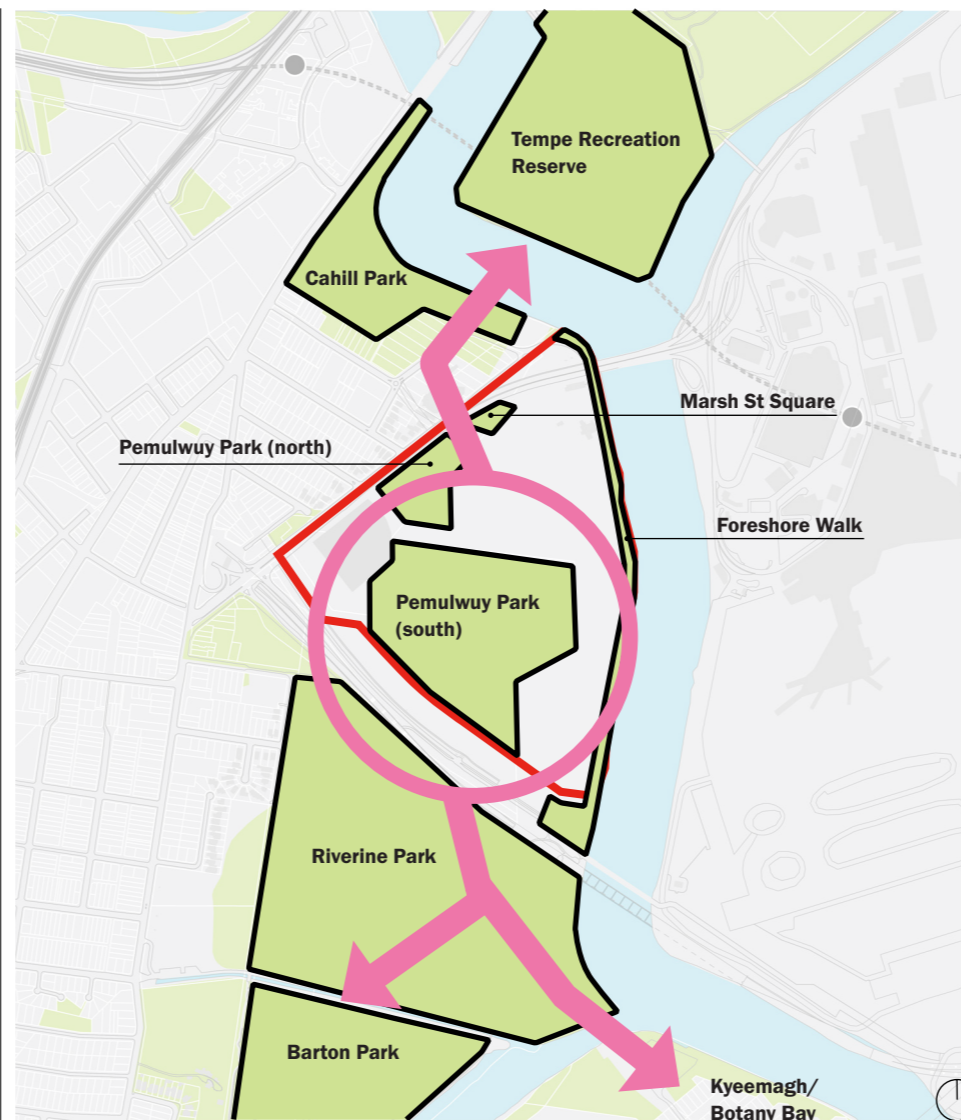 Tempe Recreation
Reserve
Cahill Park
Marsh St Square
Pemulwuy Park (north)
Foreshore Walk
Pemulwuy Park
(south)
Riverine Park
Barton Park
Kyeemagh/
Botany Bay